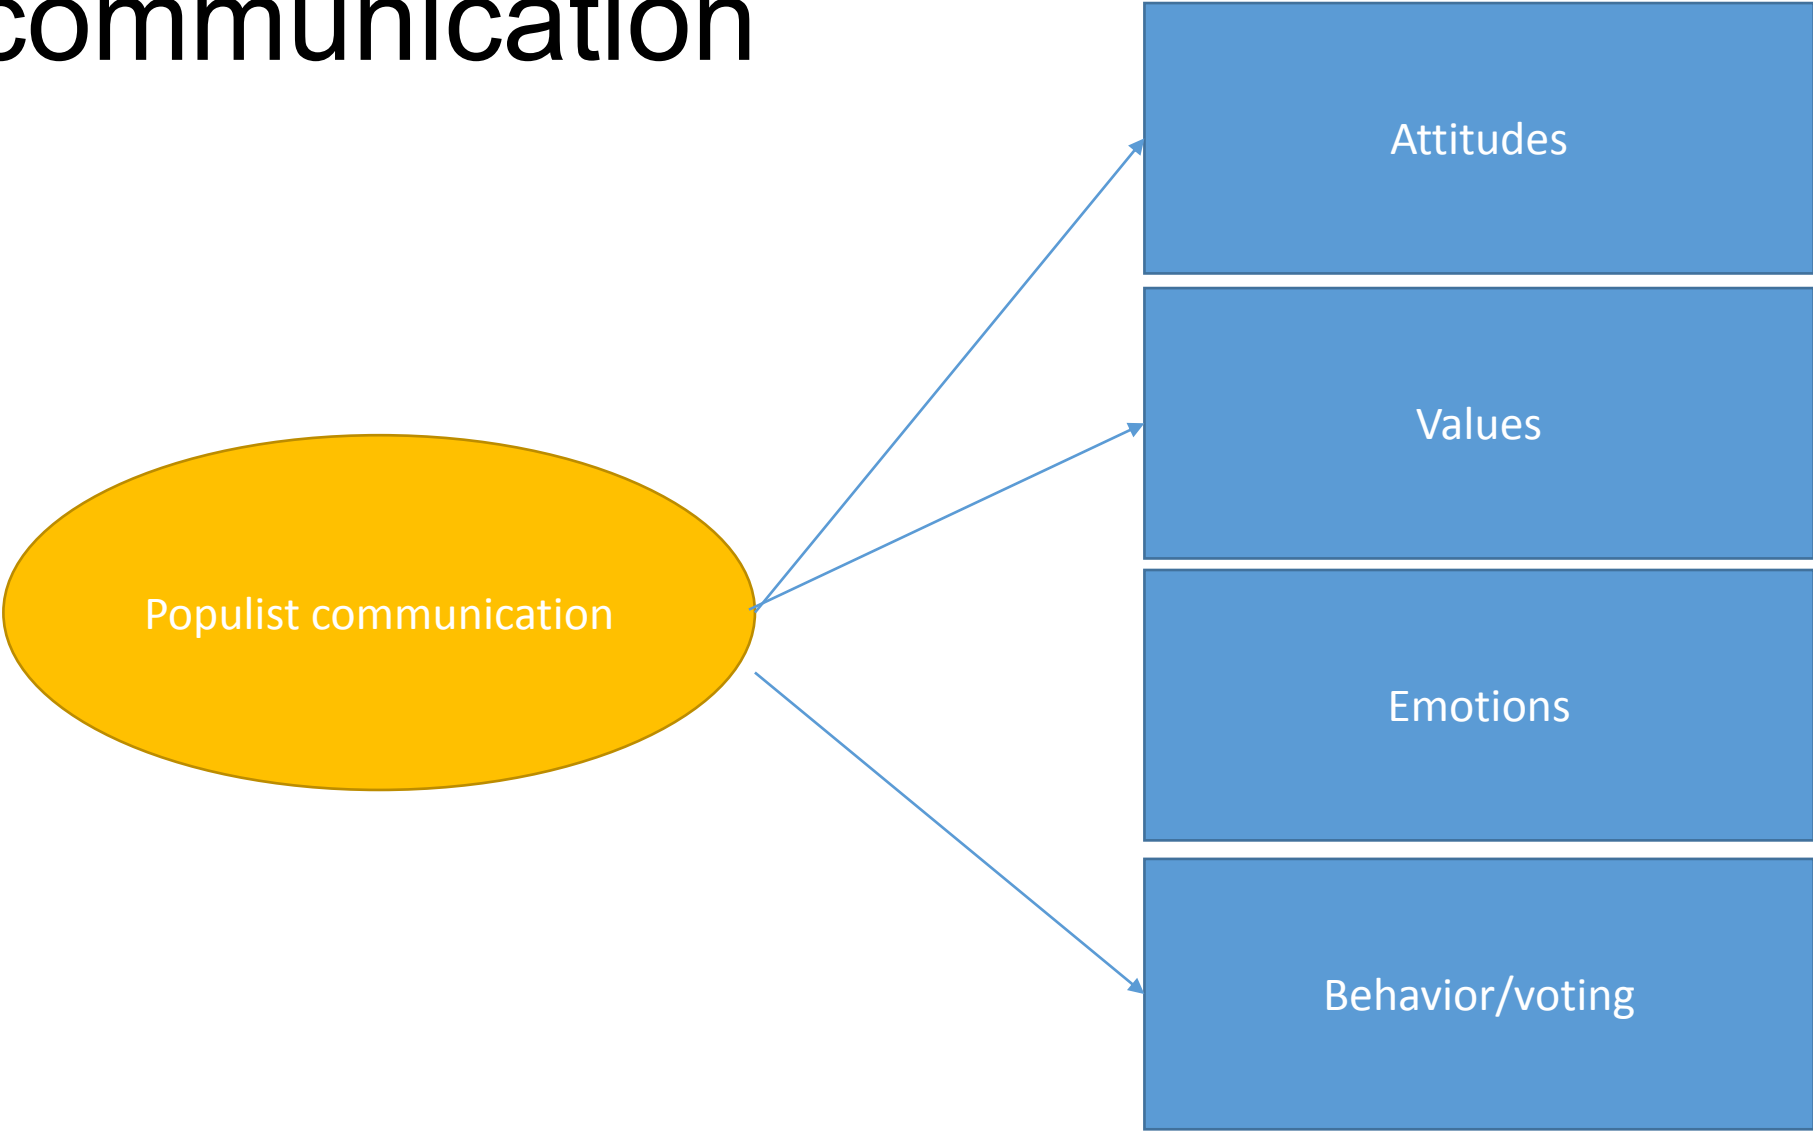 communication
Attitudes
Values
Populist communication
Emotions
Behavior/voting